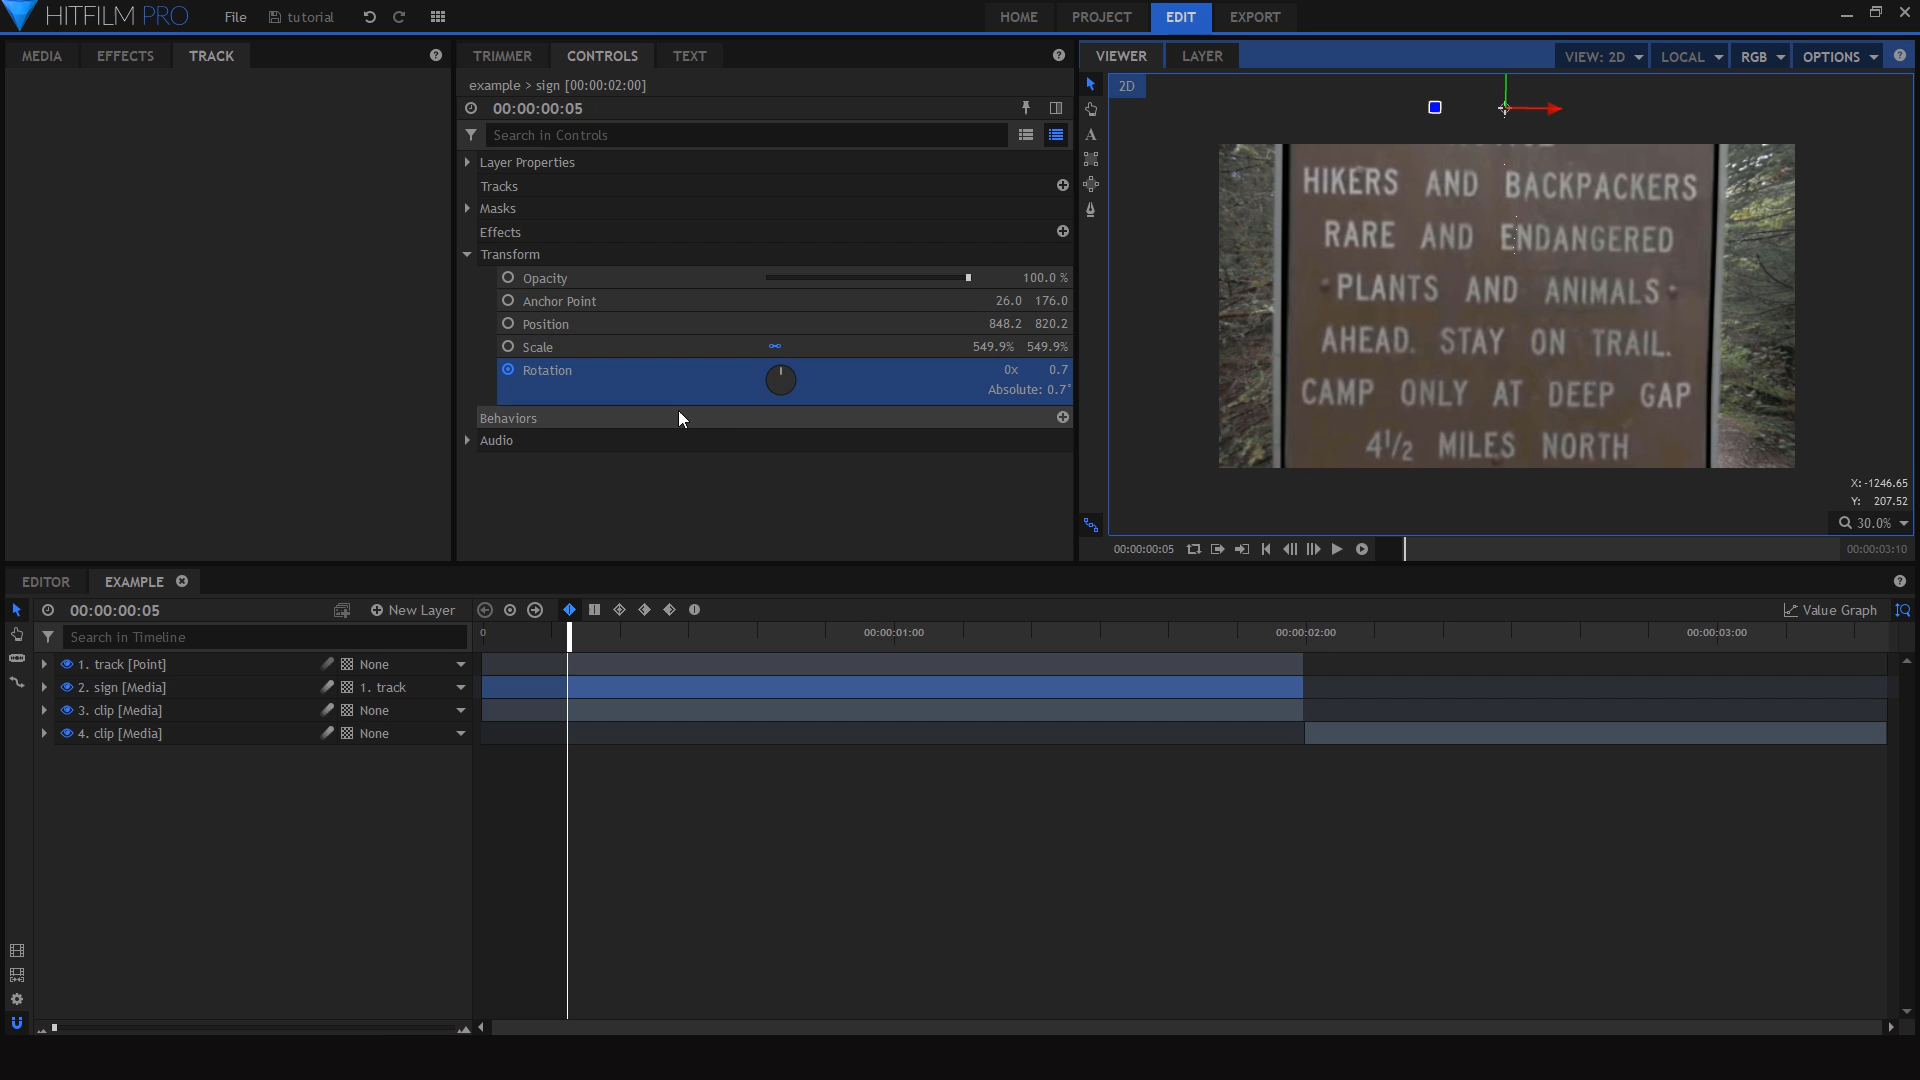 HITFILM PRO
File
tutorial
HOME
PROJECT
EDIT
EXPORT
MEDIA
EFFECTS
TRACK
TRIMMER
CONTROLS
TEXT
example > sign [00:00:02:00]
00:00:00:05
Search in Controls
Layer Properties
Tracks
Masks
Effects
Transform
Opacity 100.0 %
Anchor Point 26.0 176.0
Position 848.2 820.2
Scale 549.9% 549.9%
Rotation 0x 0.7
Absolute: 0.7°
Behaviors
Audio
VIEWER
LAYER
VIEW: 2D
LOCAL
RGB
OPTIONS
2D
HIKERS AND BACKPACKERS
RARE AND ENDANGERED
PLANTS AND ANIMALS
AHEAD. STAY ON TRAIL.
CAMP ONLY AT DEEP GAP
4 1/2 MILES NORTH
X: -1246.65
Y: 207.52
30.0%
00:00:00:05
00:00:03:10
EDITOR
EXAMPLE
00:00:00:05
New Layer
Value Graph
Search in Timeline
0
00:00:01:00
00:00:02:00
00:00:03:00
1. track [Point] None
2. sign [Media] 1. track
3. clip [Media] None
4. clip [Media] None